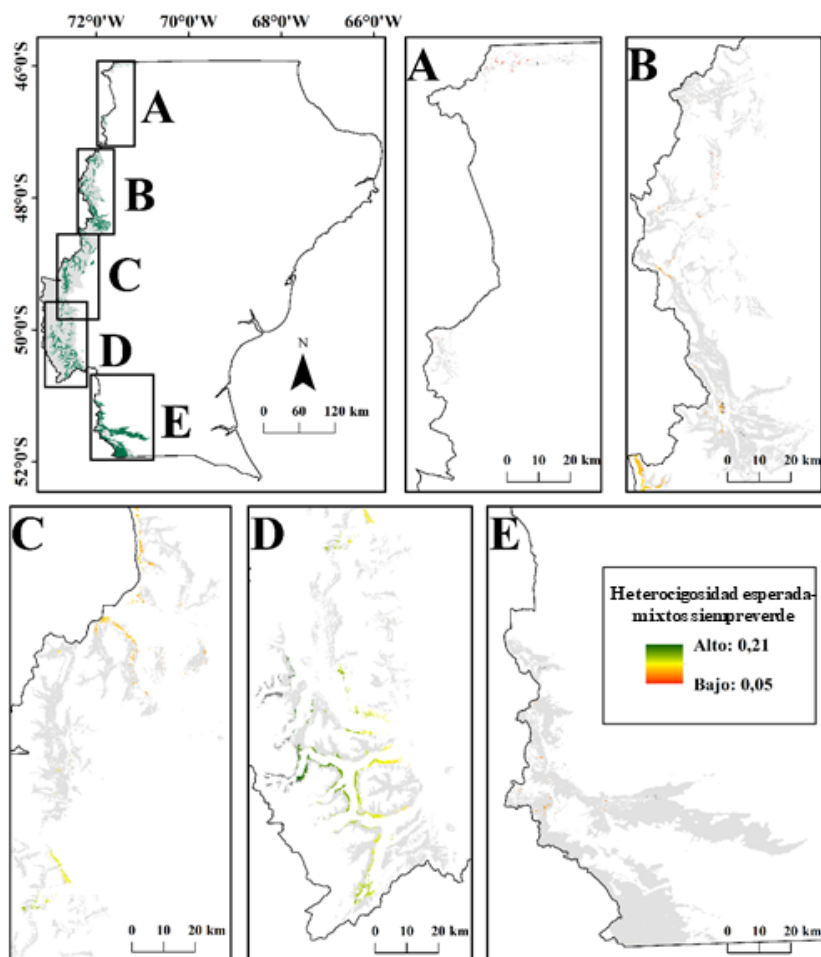 72°0'W 70°0'W 68°0'W 66°0'W
46°0'S
48°0'S
50°0'S
52°0'S
A
B
C
D
E
N
0 60 120 km
A
0 10 20 km
B
0 10 20 km
C
0 10 20 km
D
0 10 20 km
E
Heterocigosidad esperada-
mixtos siempreverde
Alto: 0,21
Bajo: 0,05
0 10 20 km